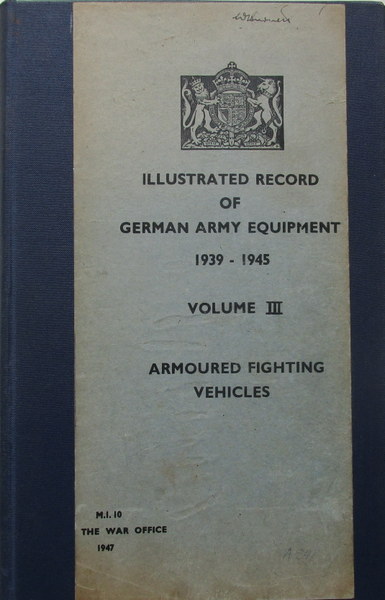 ILLUSTRATED RECORD
OF
GERMAN ARMY EQUIPMENT
1939 - 1945
VOLUME III
ARMOURED FIGHTING
VEHICLES
M.I. 10
THE WAR OFFICE
1947